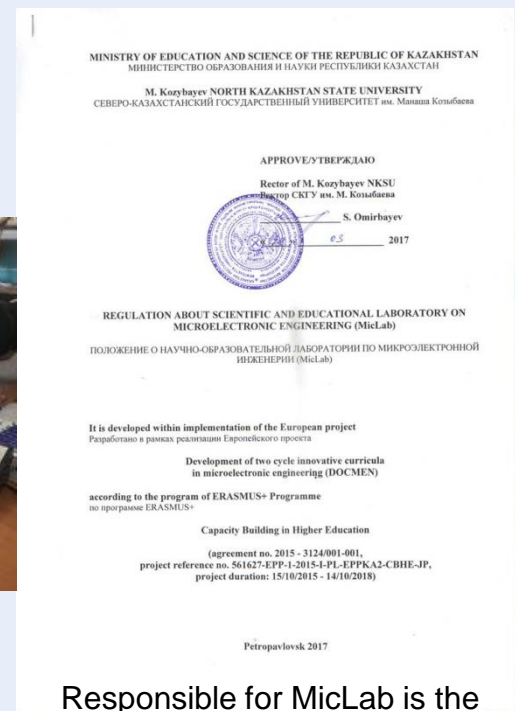 MINISTRY OF EDUCATION AND SCIENCE OF THE REPUBLIC OF KAZAKHSTAN
МИНИСТЕРСТВО ОБРАЗОВАНИЯ И НАУКИ РЕСПУБЛИКИ КАЗАХСТАН
M. Kozybayev NORTH KAZAKHSTAN STATE UNIVERSITY
СЕВЕРО-КАЗАХСТАНСКИЙ ГОСУДАРСТВЕННЫЙ УНИВЕРСИТЕТ им. Манаша Козыбаева
APPROVE/УТВЕРЖДАЮ
Rector of M. Kozybayev NKSU
Ректор СКГУ им. М. Козыбаева
S. Omirbayev
03 2017
REGULATION ABOUT SCIENTIFIC AND EDUCATIONAL LABORATORY ON
MICROELECTRONIC ENGINEERING (MicLab)
ПОЛОЖЕНИЕ О НАУЧНО-ОБРАЗОВАТЕЛЬНОЙ ЛАБОРАТОРИИ ПО МИКРОЭЛЕКТРОННОЙ
ИНЖЕНЕРИИ (MicLab)
It is developed within implementation of the European project
Разработано в рамках реализации Европейского проекта
Development of two cycle innovative curricula
in microelectronic engineering (DOCMEN)
according to the program of ERASMUS+ Programme
по программе ERASMUS+
Capacity Building in Higher Education
(agreement no. 2015 - 3124/001-001,
project reference no. 561627-EPP-1-2015-1-PL-EPPKA2-CBHE-JP,
project duration: 15/10/2015 - 14/10/2018)
Petropavlovsk 2017
Responsible for MicLab is the